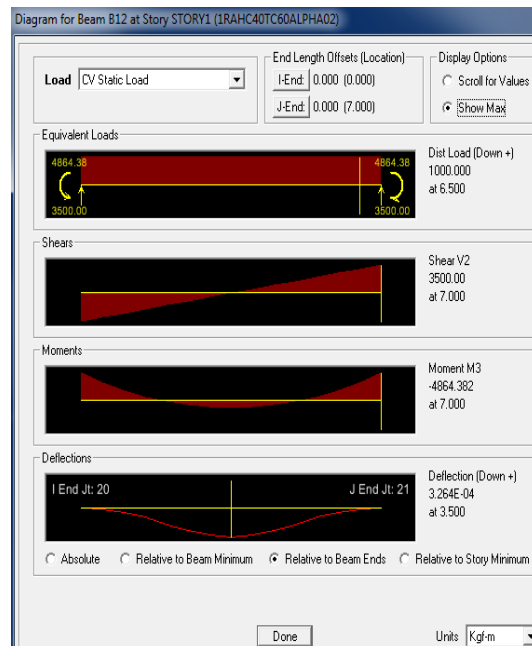 Diagram for Beam B12 at Story STORY1 (1RAHC40TC60ALPHA02)
Load CV Static Load
End Length Offsets (Location)
I-End: 0.000 (0.000)
J-End: 0.000 (7.000)
Display Options
Scroll for Values
Show Max
Equivalent Loads
4864.38 4864.38
3500.00 3500.00
Dist Load (Down +)
1000.000
at 6.500
Shears
Shear V2
3500.00
at 7.000
Moments
Moment M3
-4864.382
at 7.000
Deflections
I End Jt: 20 J End Jt: 21
Deflection (Down +)
3.264E-04
at 3.500
Absolute Relative to Beam Minimum Relative to Beam Ends Relative to Story Minimum
Done Units Kgf-m